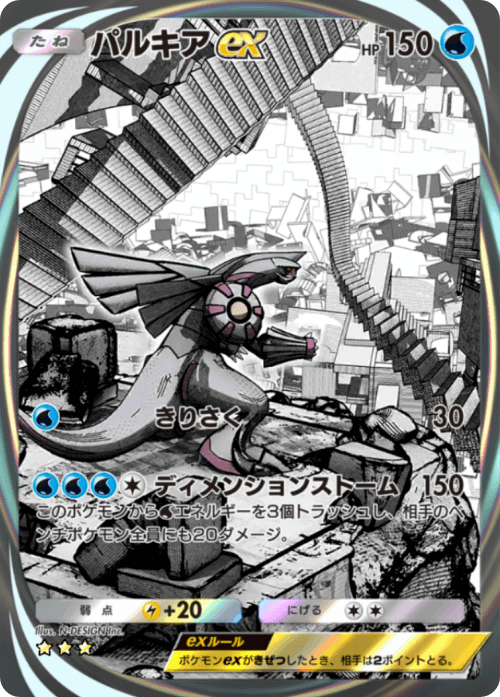 たね パルキアex HP 150
きりさく 30
ディメンションストーム 150
このポケモンから エネルギーを3個トラッシュし、相手のベ
ンチポケモン全員にも20ダメージ。
弱点 +20 にげる
Illus. N-DESIGN Inc.
exルール
ポケモンexがきぜつしたとき、相手は2ポイントとる。